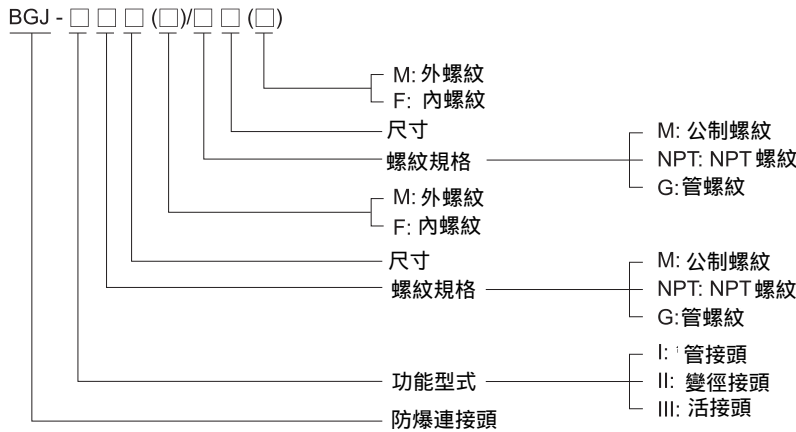 BGJ - □ □ □ (□)/□ □ (□)
M: 外螺紋
F: 內螺紋
尺寸
螺紋規格
M: 公制螺紋
NPT: NPT 螺紋
G:管螺紋
M: 外螺紋
F: 內螺紋
尺寸
螺紋規格
M: 公制螺紋
NPT: NPT 螺紋
G:管螺紋
功能型式
I: 管接頭
II: 變徑接頭
III: 活接頭
防爆連接頭